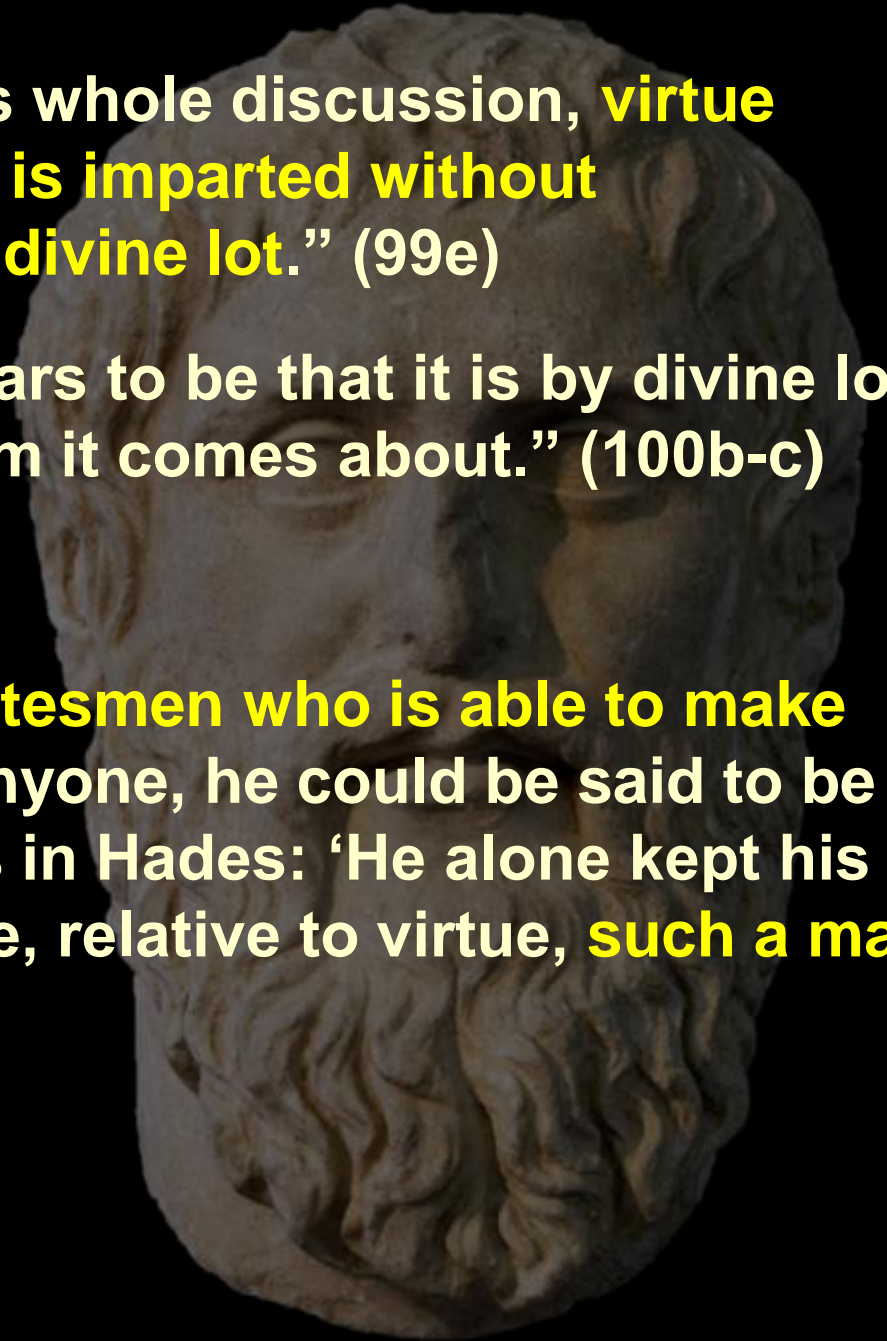 s whole discussion, virtue
is imparted without
divine lot.” (99e)
ars to be that it is by divine lo
m it comes about.” (100b-c)
tesmen who is able to make
nyone, he could be said to be
in Hades: ‘He alone kept his
e, relative to virtue, such a ma